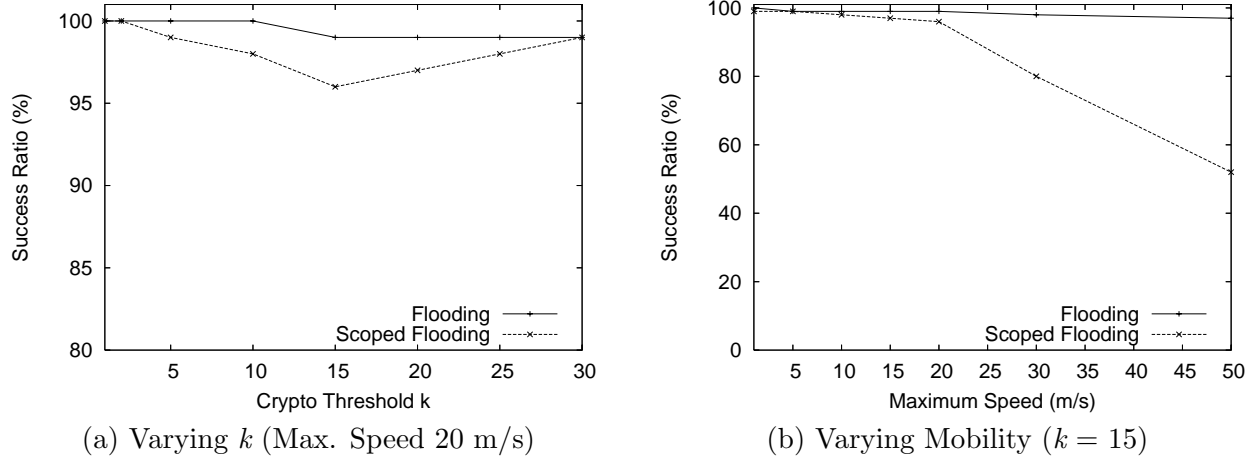 100
95
90
85
80
5 10 15 20 25 30
Success Ratio (%)
Crypto Threshold k
Flooding
Scoped Flooding
(a) Varying k (Max. Speed 20 m/s)
100
80
60
40
20
0
5 10 15 20 25 30 35 40 45 50
Success Ratio (%)
Maximum Speed (m/s)
Flooding
Scoped Flooding
(b) Varying Mobility (k = 15)